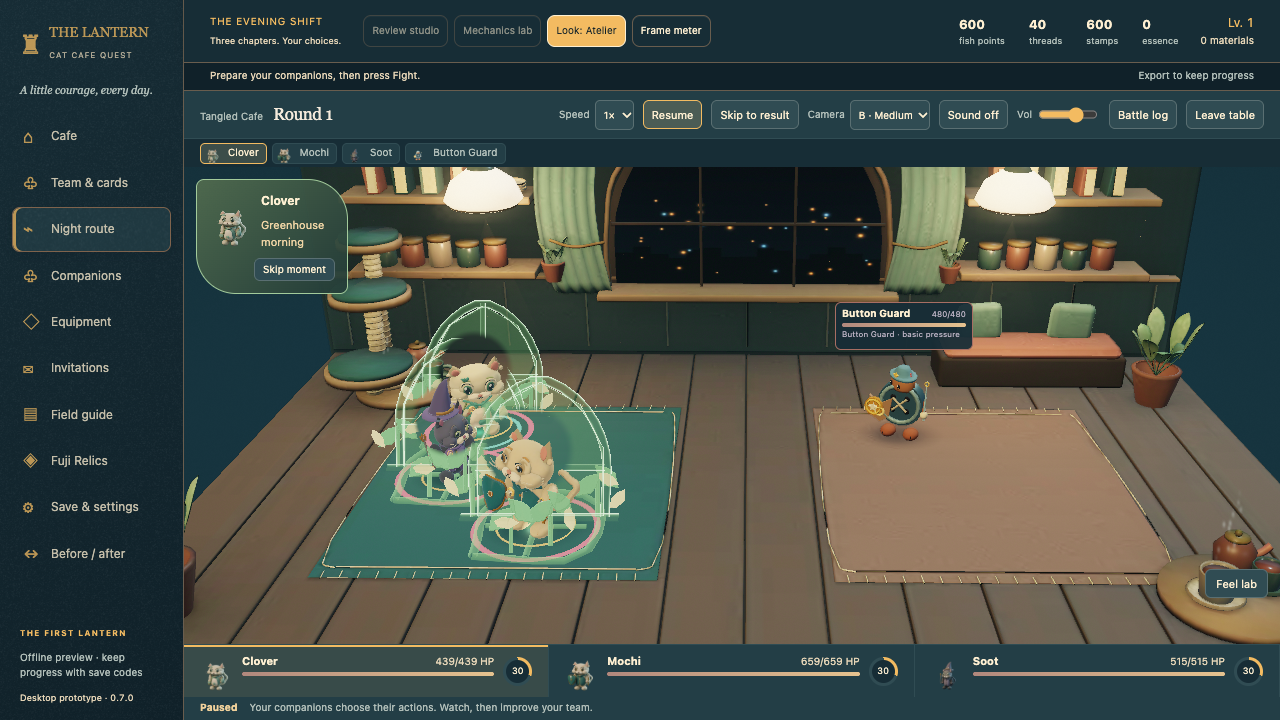 THE LANTERN
CAT CAFE QUEST
A little courage, every day.
Cafe
Team & cards
Night route
Companions
Equipment
Invitations
Field guide
Fuji Relics
Save & settings
Before / after
THE FIRST LANTERN
Offline preview · keep
progress with save codes
Desktop prototype · 0.7.0
THE EVENING SHIFT
Three chapters. Your choices.
Review studio
Mechanics lab
Look: Atelier
Frame meter
600
fish points
40
threads
600
stamps
0
essence
Lv. 1
0 materials
Prepare your companions, then press Fight.
Export to keep progress
Tangled Cafe
Round 1
Speed
1x
Resume
Skip to result
Camera
B · Medium
Sound off
Vol
Battle log
Leave table
Clover
Mochi
Soot
Button Guard
Clover
Greenhouse
morning
Skip moment
Button Guard
480/480
Button Guard · basic pressure
Feel lab
Clover
439/439 HP
30
Mochi
659/659 HP
30
Soot
515/515 HP
30
Paused
Your companions choose their actions. Watch, then improve your team.